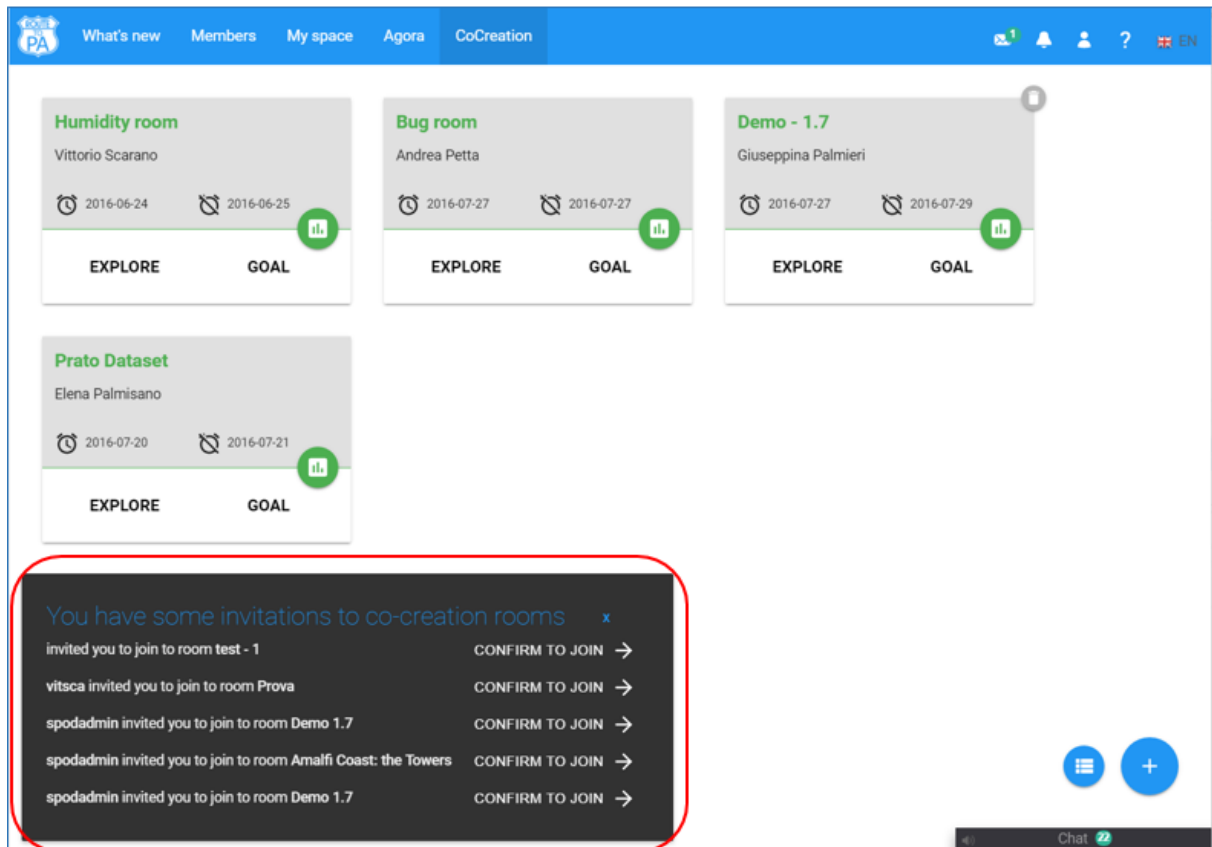 ROUTE
TO
PA
What's new Members My space Agora CoCreation 1 ? EN
Humidity room
Vittorio Scarano
2016-06-24 2016-06-25
EXPLORE GOAL
Bug room
Andrea Petta
2016-07-27 2016-07-27
EXPLORE GOAL
Demo - 1.7
Giuseppina Palmieri
2016-07-27 2016-07-29
EXPLORE GOAL
Prato Dataset
Elena Palmisano
2016-07-20 2016-07-21
EXPLORE GOAL
You have some invitations to co-creation rooms x
invited you to join to room test - 1 CONFIRM TO JOIN →
vitsca invited you to join to room Prova CONFIRM TO JOIN →
spodadmin invited you to join to room Demo 1.7 CONFIRM TO JOIN →
spodadmin invited you to join to room Amalfi Coast: the Towers CONFIRM TO JOIN →
spodadmin invited you to join to room Demo 1.7 CONFIRM TO JOIN →
+
Chat 22